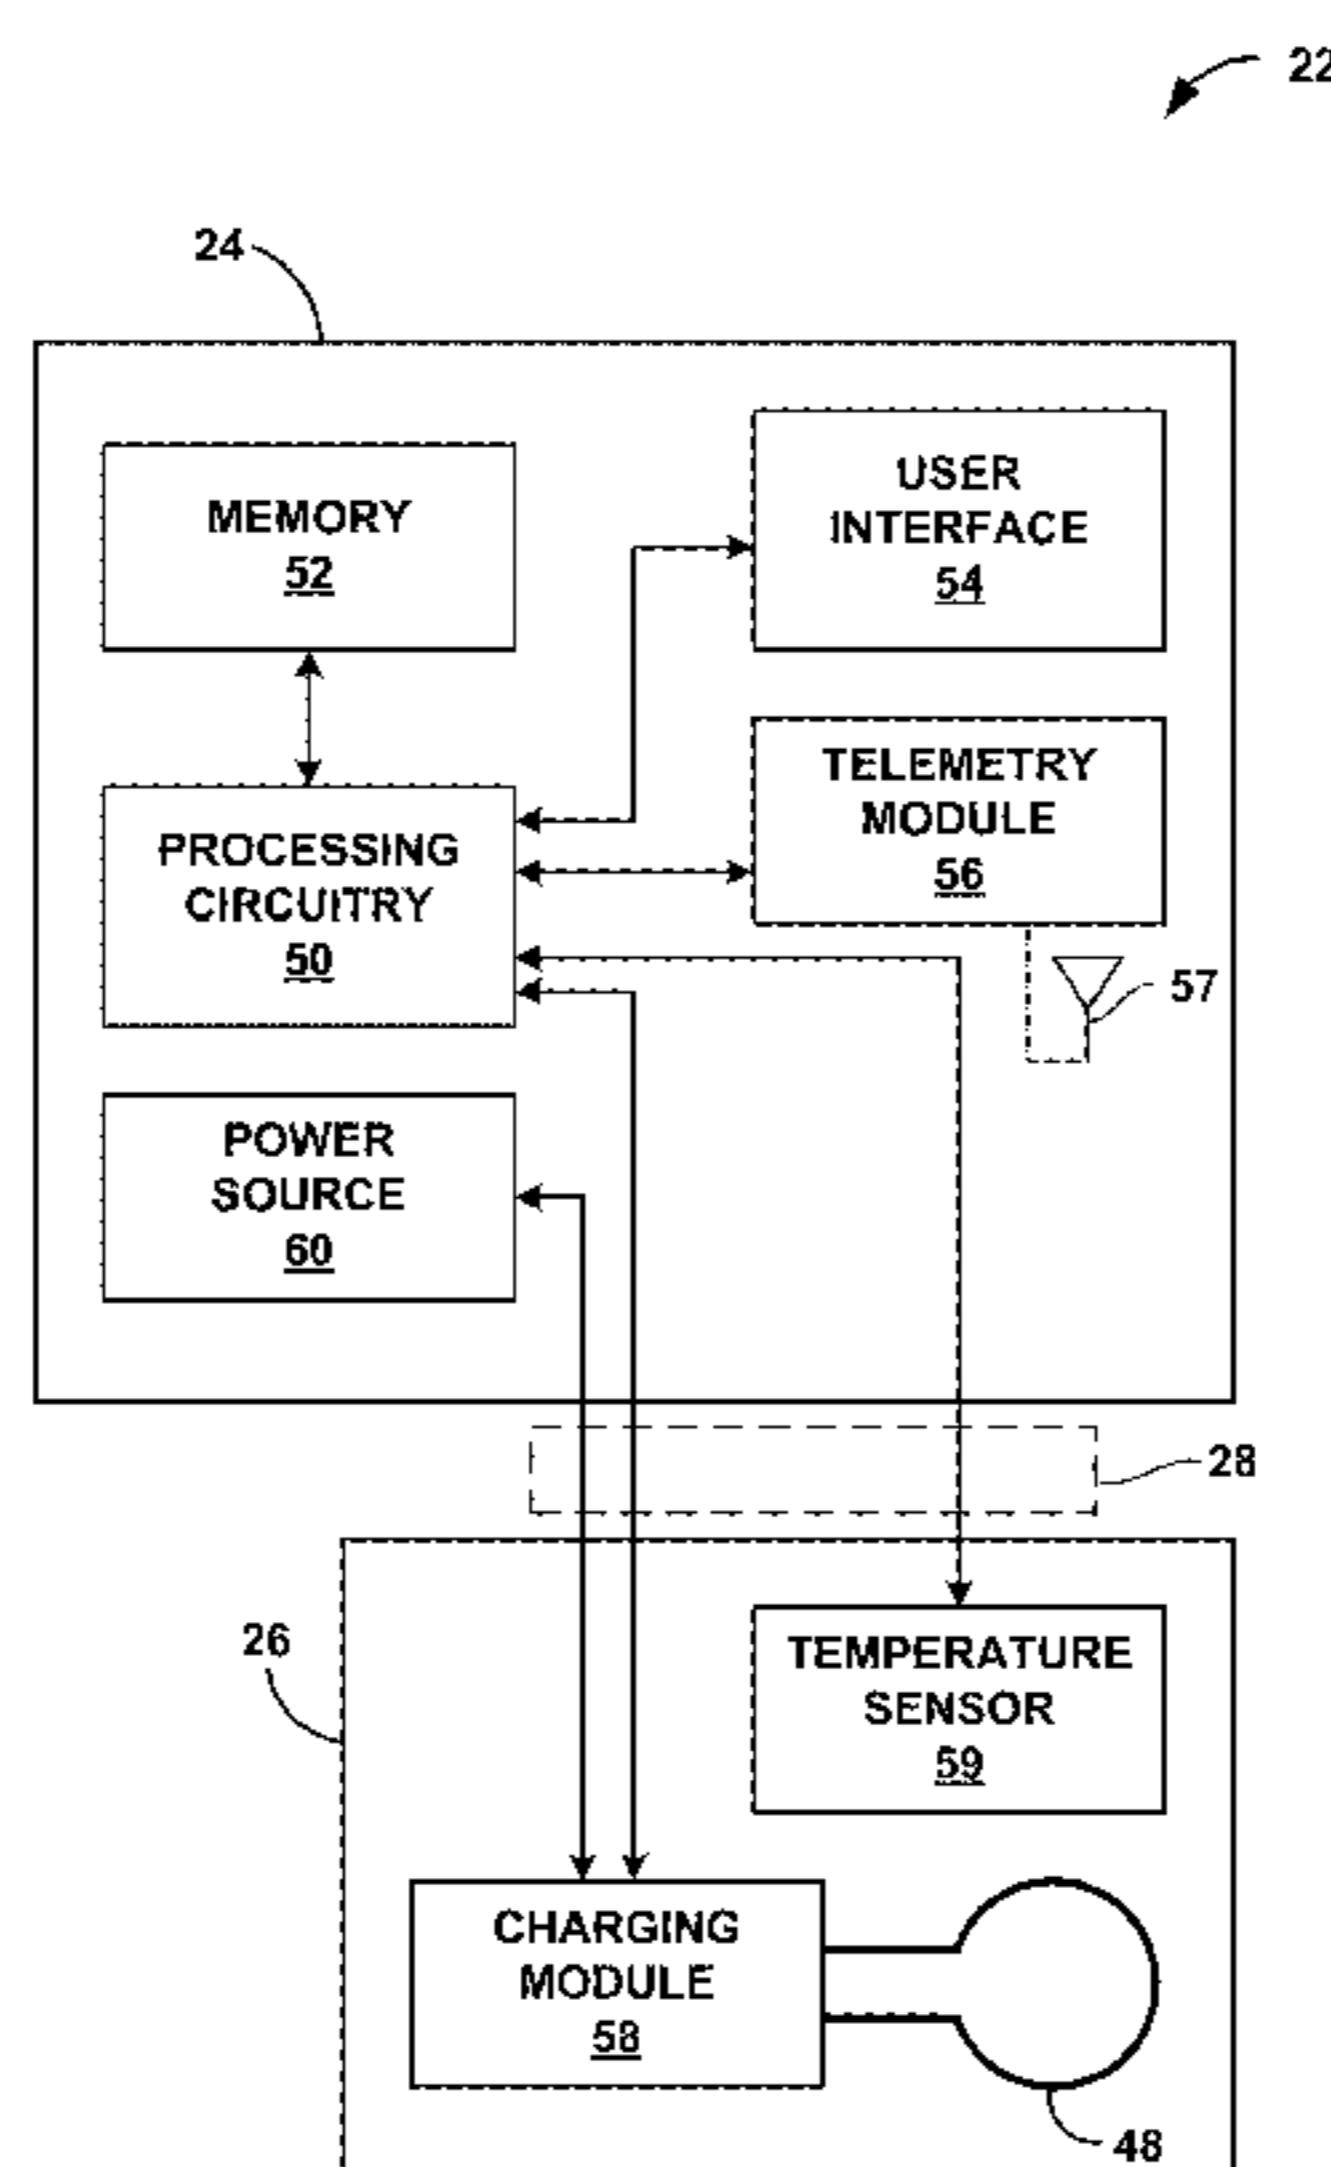 22
24
MEMORY
52
USER
INTERFACE
54
TELEMETRY
MODULE
56
PROCESSING
CIRCUITRY
50
57
POWER
SOURCE
60
28
26
TEMPERATURE
SENSOR
59
CHARGING
MODULE
58
48